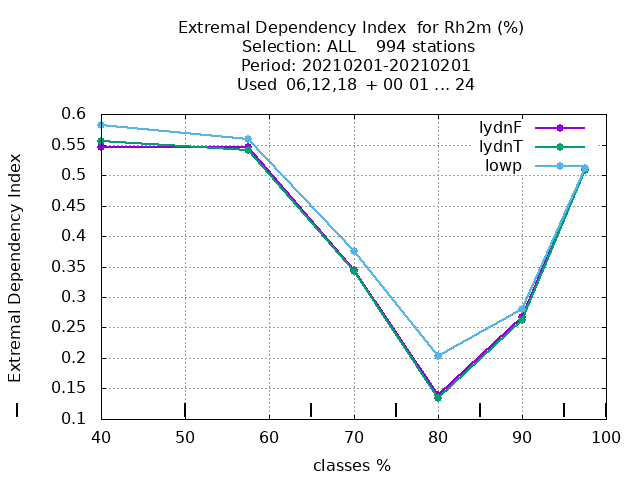 Extremal Dependency Index  for Rh2m (%)
Selection: ALL    994 stations
Period: 20210201-20210201
Used  06,12,18  + 00 01 ... 24
lydnF
lydnT
lowp
0.6
0.55
0.5
0.45
0.4
0.35
0.3
0.25
0.2
0.15
0.1
Extremal Dependency Index
40 50 60 70 80 90 100
classes %